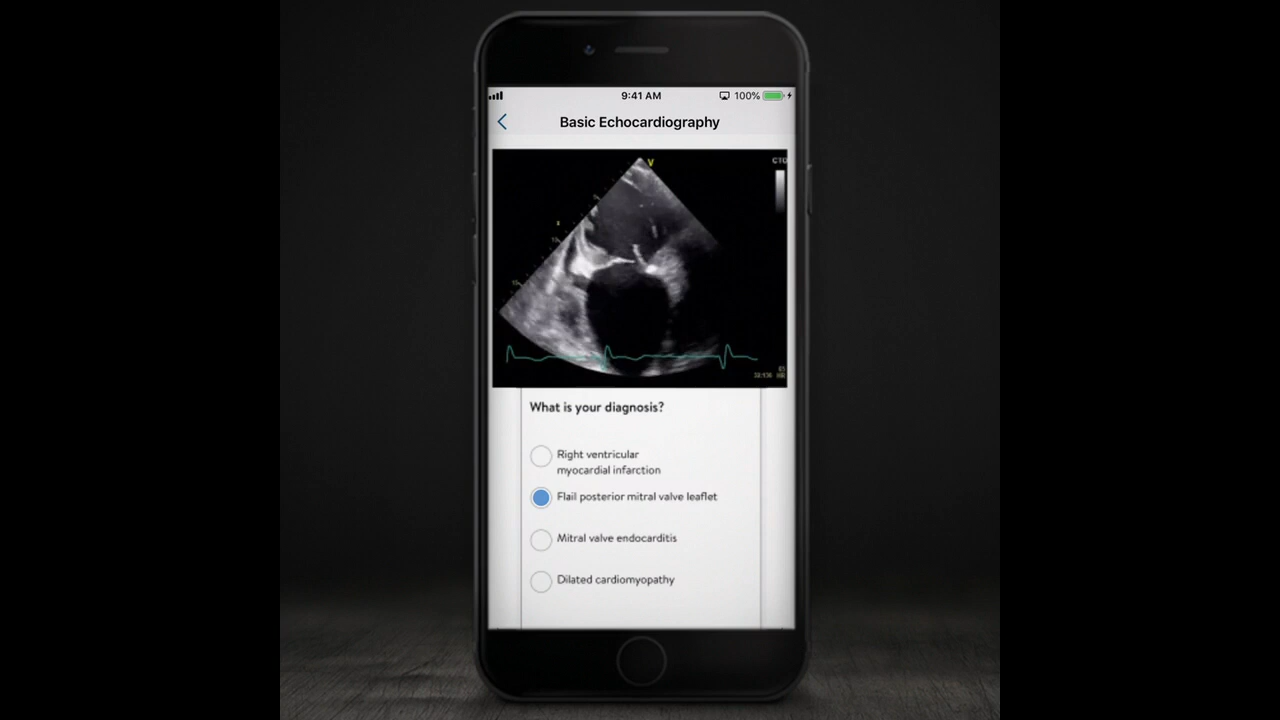 9:41 AM
100%
Basic Echocardiography
V
What is your diagnosis?
Right ventricular
myocardial infarction
Flail posterior mitral valve leaflet
Mitral valve endocarditis
Dilated cardiomyopathy